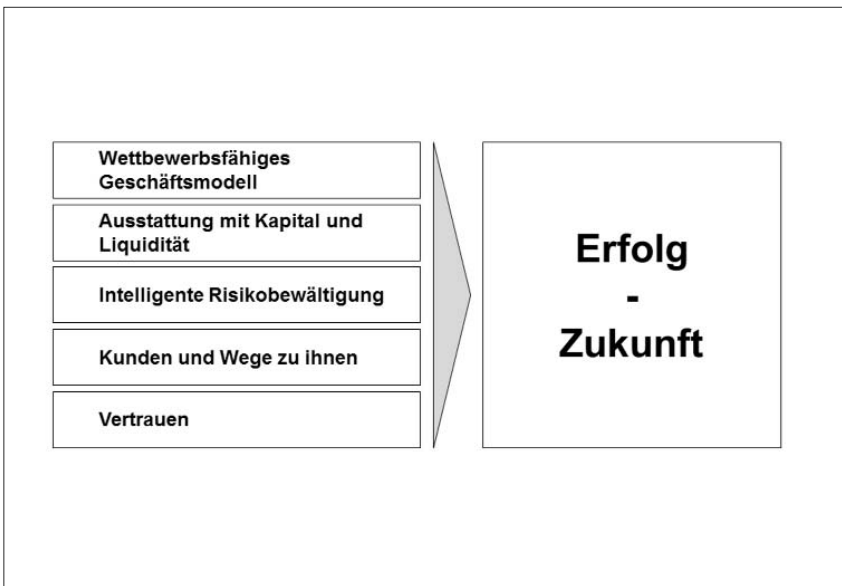 Wettbewerbsfähiges
Geschäftsmodell
Ausstattung mit Kapital und
Liquidität
Intelligente Risikobewältigung
Kunden und Wege zu ihnen
Vertrauen
Erfolg
-
Zukunft